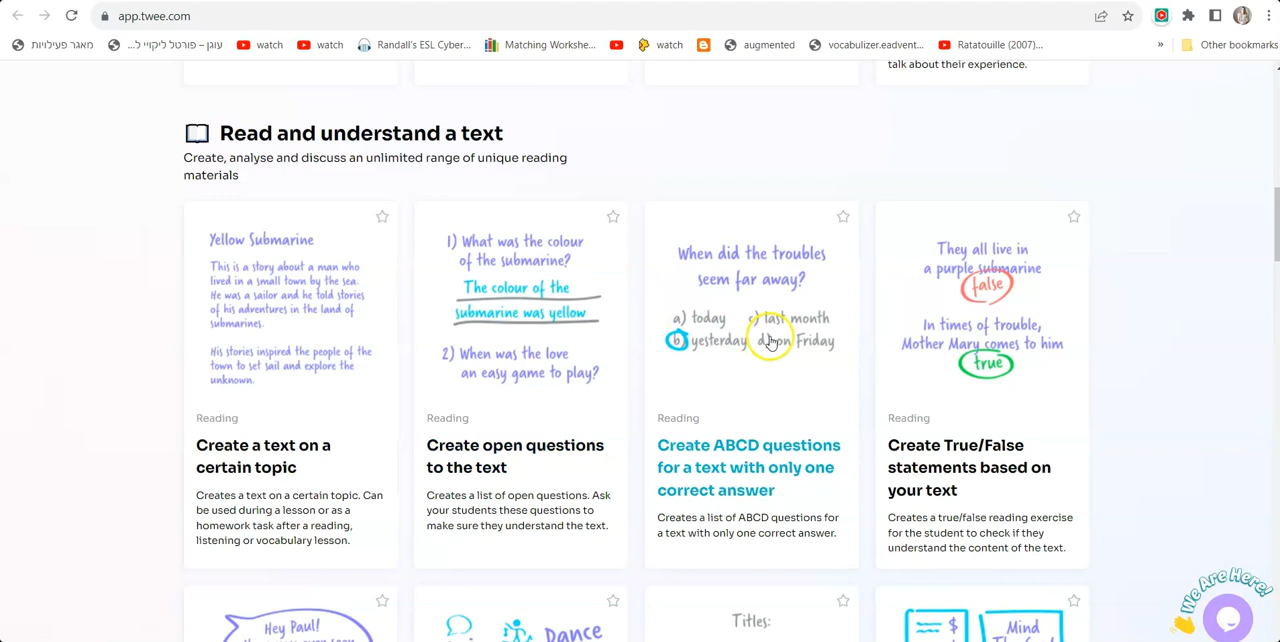 app.twee.com
מאגר פעילויות
עוגן – פורטל ליקויי ל...
watch
watch
Randall's ESL Cyber...
Matching Workshe...
watch
augmented
vocabulizer.eadvent...
Ratatouille (2007)...
»
Other bookmarks
talk about their experience.
Read and understand a text
Create, analyse and discuss an unlimited range of unique reading
materials
Yellow Submarine
This is a story about a man who
lived in a small town by the sea.
He was a sailor and he told stories
of his adventures in the land of
submarines.
His stories inspired the people of the
town to set sail and explore the
unknown.
Reading
Create a text on a
certain topic
Creates a text on a certain topic. Can
be used during a lesson or as a
homework task after a reading,
listening or vocabulary lesson.
1) What was the colour
of the submarine?
The colour of the
submarine was yellow
2) When was the love
an easy game to play?
Reading
Create open questions
to the text
Creates a list of open questions. Ask
your students these questions to
make sure they understand the text.
When did the troubles
seem far away?
a) today c) last month
b) yesterday d) on Friday
Reading
Create ABCD questions
for a text with only one
correct answer
Creates a list of ABCD questions for
a text with only one correct answer.
They all live in
a purple submarine
false
In times of trouble,
Mother Mary comes to him
true
Reading
Create True/False
statements based on
your text
Creates a true/false reading exercise
for the student to check if they
understand the content of the text.
Hey Paul!
Dance
Titles:
$
Mind
We Are Here!